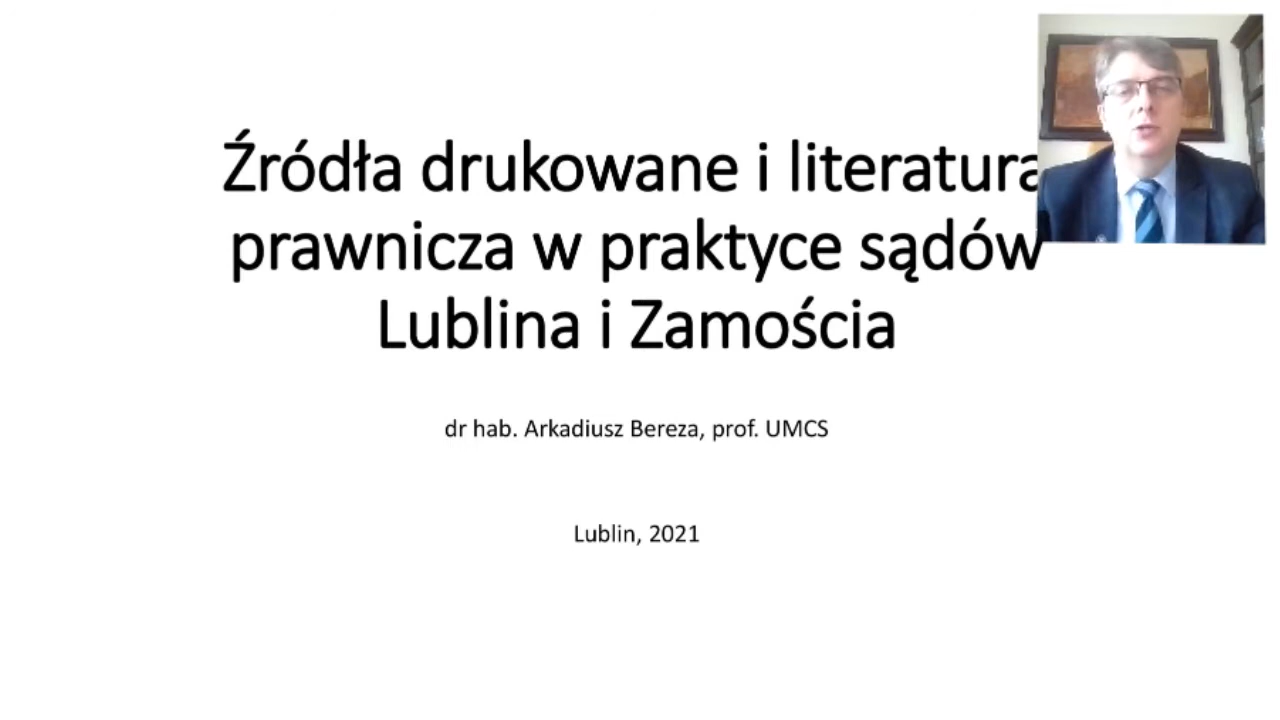 Źródła drukowane i literatura
prawnicza w praktyce sądów
Lublina i Zamościa
dr hab. Arkadiusz Bereza, prof. UMCS
Lublin, 2021